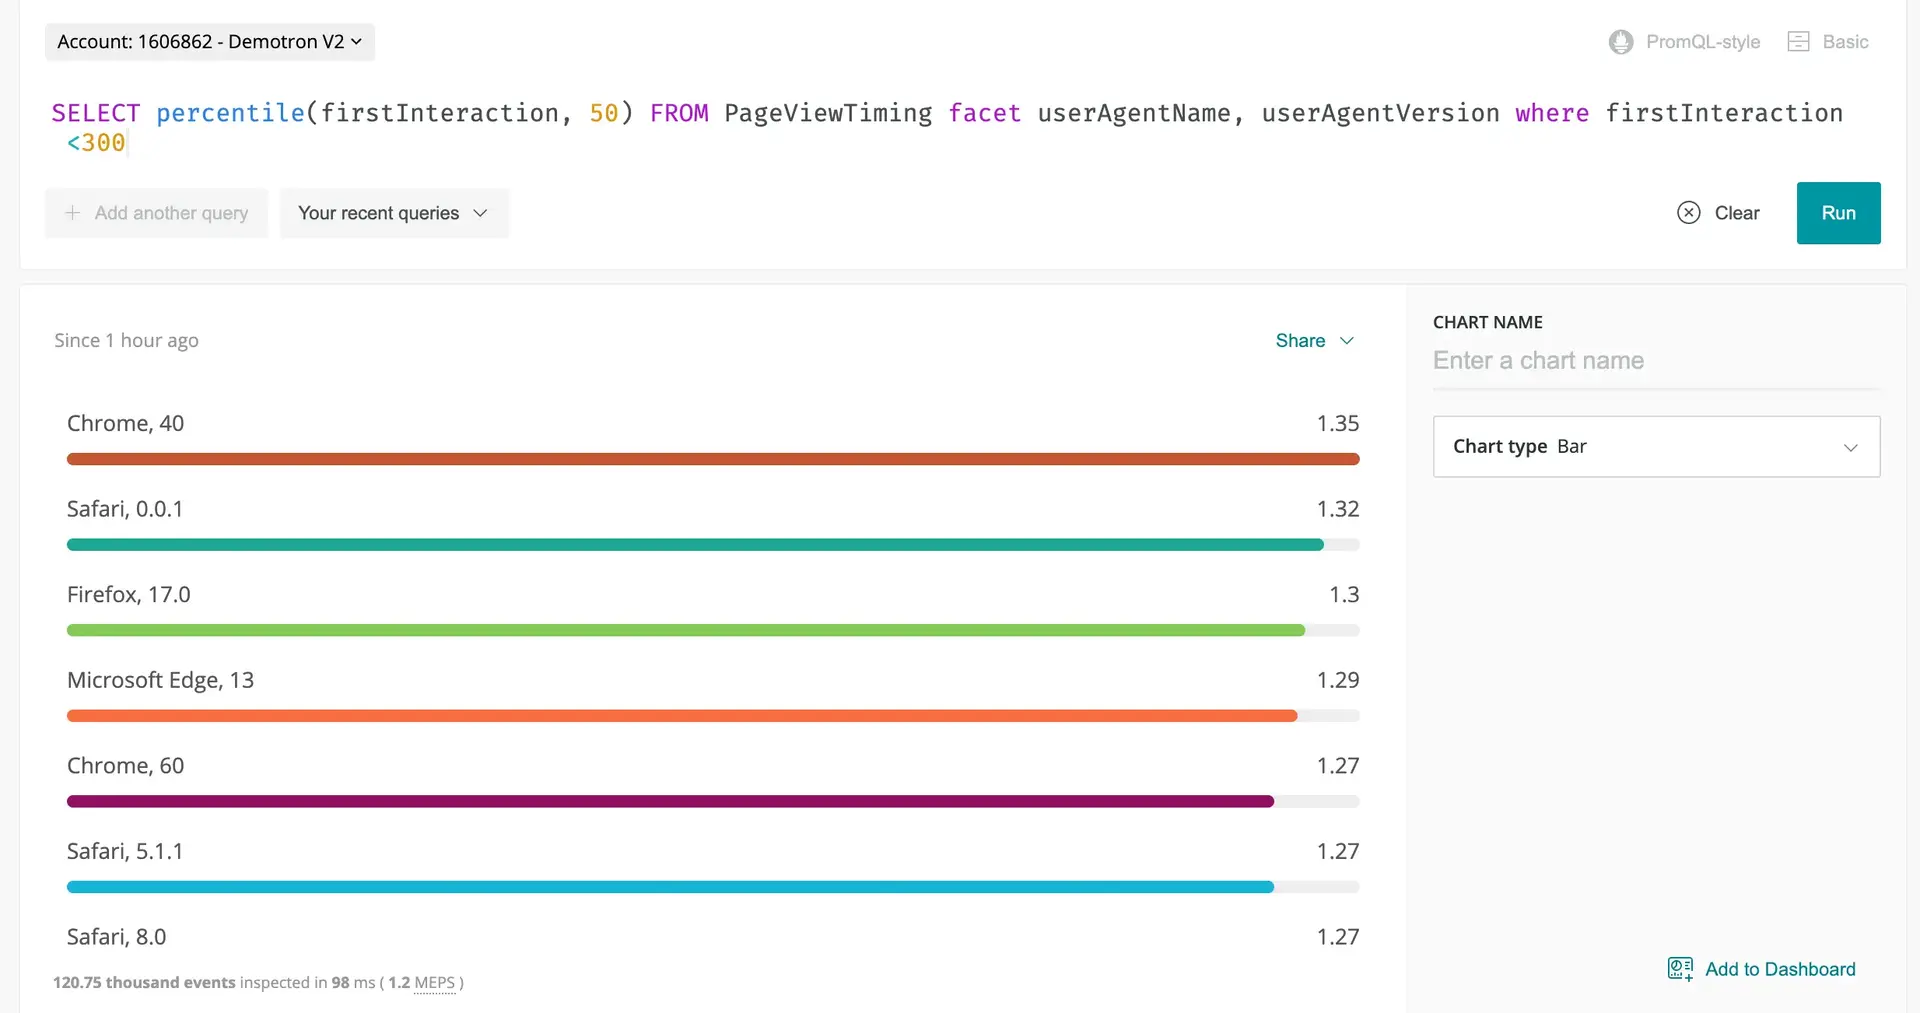 Account: 1606862 - Demotron V2
PromQL-style
Basic
SELECT percentile(firstInteraction, 50) FROM PageViewTiming facet userAgentName, userAgentVersion where firstInteraction
<300
Add another query
Your recent queries
Clear
Run
Since 1 hour ago
Share
CHART NAME
Enter a chart name
Chart type Bar
Chrome, 40 1.35
Safari, 0.0.1 1.32
Firefox, 17.0 1.3
Microsoft Edge, 13 1.29
Chrome, 60 1.27
Safari, 5.1.1 1.27
Safari, 8.0 1.27
120.75 thousand events inspected in 98 ms ( 1.2 MEPS )
Add to Dashboard